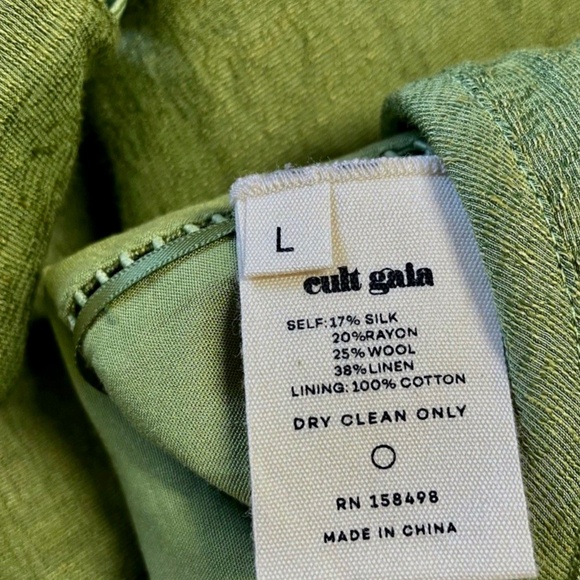 L
cult gaia
SELF: 17% SILK
20%RAYON
25% WOOL
38%LINEN
LINING: 100% COTTON
DRY CLEAN ONLY
RN 158498
MADE IN CHINA